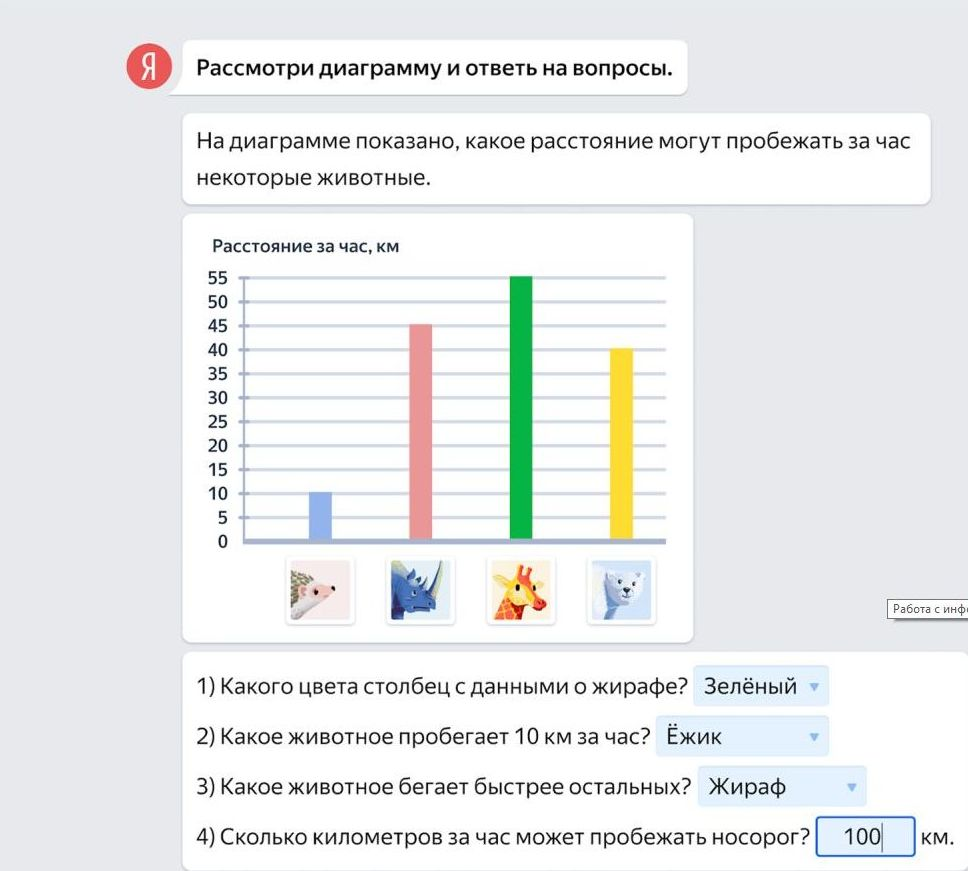 Я
Рассмотри диаграмму и ответь на вопросы.
На диаграмме показано, какое расстояние могут пробежать за час
некоторые животные.
Расстояние за час, км
55
50
45
40
35
30
25
20
15
10
5
0
Работа с инф
1) Какого цвета столбец с данными о жирафе? Зелёный
2) Какое животное пробегает 10 км за час? Ёжик
3) Какое животное бегает быстрее остальных? Жираф
4) Сколько километров за час может пробежать носорог? 100 км.